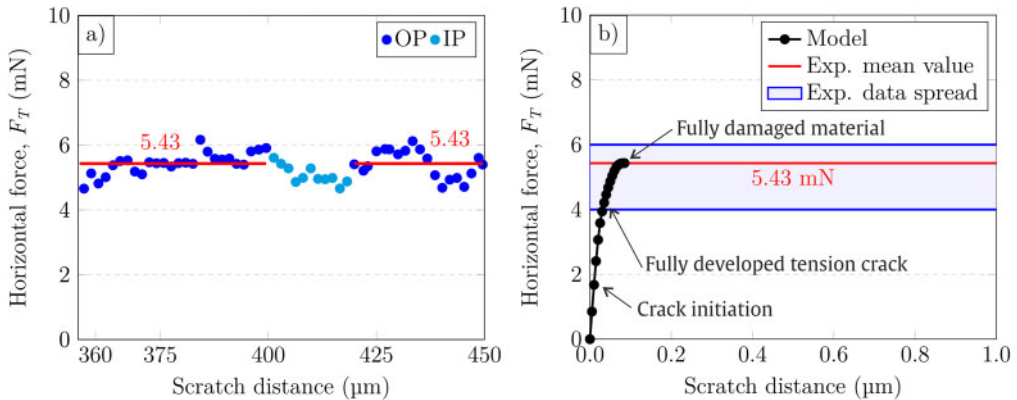 a)
OP IP
10
8
6
4
2
0
5.43
5.43
360
375
400
425
450
Horizontal force, F_T (mN)
Scratch distance (µm)
b)
Model
Exp. mean value
Exp. data spread
10
8
6
4
2
0
Fully damaged material
5.43 mN
Fully developed tension crack
Crack initiation
0.0
0.2
0.4
0.6
0.8
1.0
Horizontal force, F_T (mN)
Scratch distance (µm)